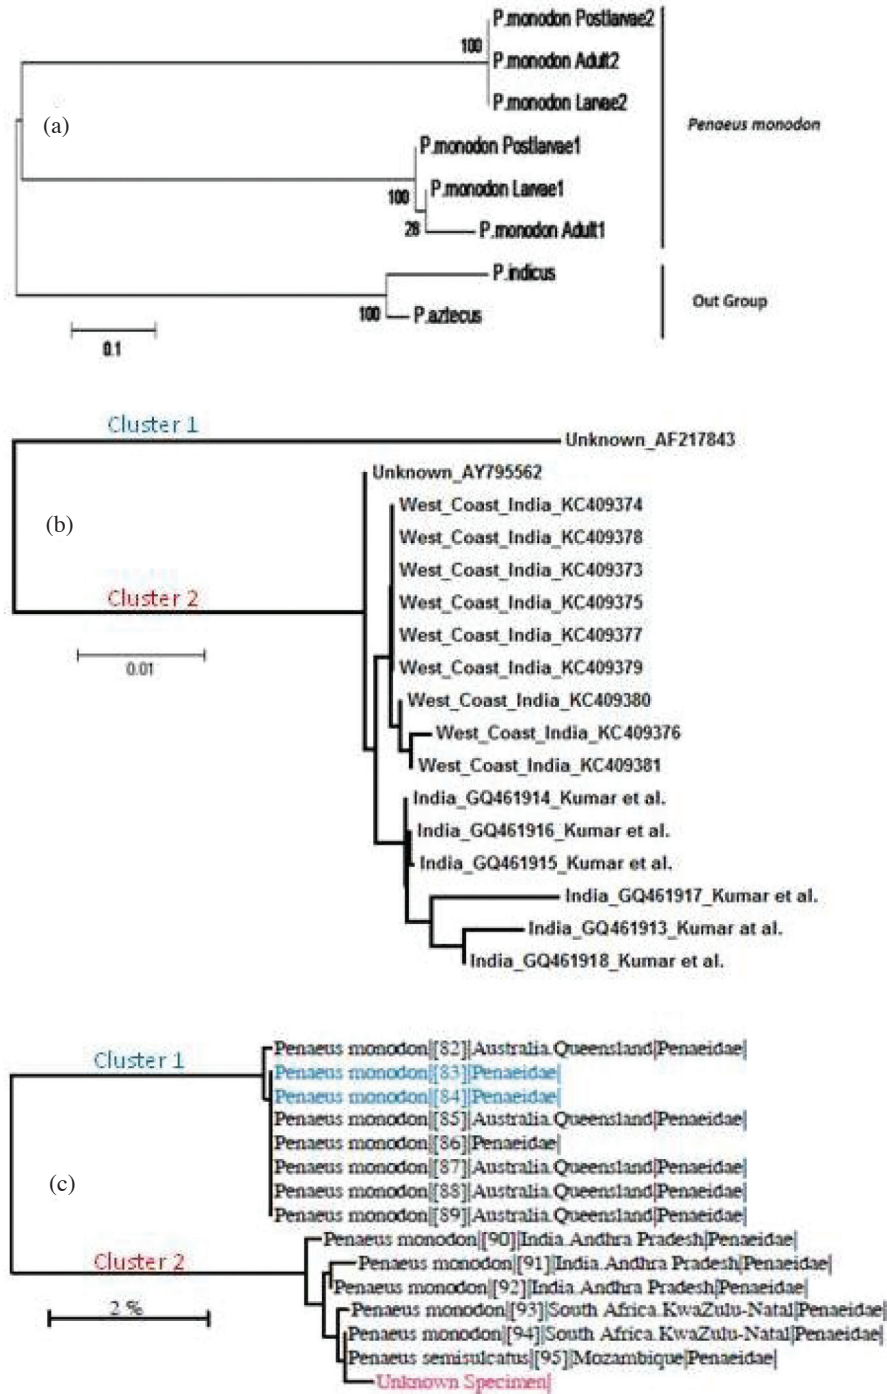 P.monodon Postlarvae2
100
P.monodon Adult2
P.monodon Larvae2
(a)
Penaeus monodon
P.monodon Postlarvae1
P.monodon Larvae1
100
28
P.monodon Adult1
P.indicus
Out Group
100
P.aztecus
0.1
Cluster 1
Unknown_AF217843
Unknown_AY795562
West_Coast_India_KC409374
(b)
West_Coast_India_KC409378
West_Coast_India_KC409373
Cluster 2
West_Coast_India_KC409375
West_Coast_India_KC409377
0.01
West_Coast_India_KC409379
West_Coast_India_KC409380
West_Coast_India_KC409376
West_Coast_India_KC409381
India_GQ461914_Kumar et al.
India_GQ461916_Kumar et al.
India_GQ461915_Kumar et al.
India_GQ461917_Kumar et al.
India_GQ461913_Kumar at al.
India_GQ461918_Kumar et al.
Cluster 1
Penaeus monodon|[82]|Australia.Queensland|Penaeidae|
Penaeus monodon|[83]|Penaeidae|
Penaeus monodon|[84]|Penaeidae|
Penaeus monodon|[85]|Australia.Queensland|Penaeidae|
Penaeus monodon|[86]|Penaeidae|
Penaeus monodon|[87]|Australia.Queensland|Penaeidae|
(c)
Penaeus monodon|[88]|Australia.Queensland|Penaeidae|
Penaeus monodon|[89]|Australia.Queensland|Penaeidae|
Penaeus monodon|[90]|India.Andhra Pradesh|Penaeidae|
Cluster 2
Penaeus monodon|[91]|India.Andhra Pradesh|Penaeidae|
Penaeus monodon|[92]|India.Andhra Pradesh|Penaeidae|
2 %
Penaeus monodon|[93]|South Africa.KwaZulu-Natal|Penaeidae|
Penaeus monodon|[94]|South Africa.KwaZulu-Natal|Penaeidae|
Penaeus semisulcatus|[95]|Mozambique|Penaeidae|
Unknown Specimen|